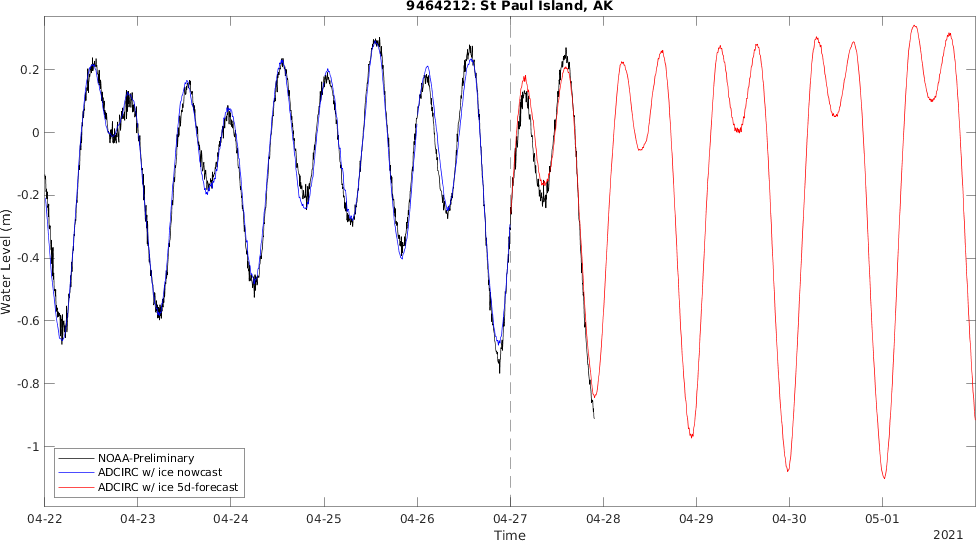 9464212: St Paul Island, AK
0.2
0
-0.2
-0.4
-0.6
-0.8
-1
Water Level (m)
NOAA-Preliminary
ADCIRC w/ ice nowcast
ADCIRC w/ ice 5d-forecast
04-22 04-23 04-24 04-25 04-26 04-27 04-28 04-29 04-30 05-01
Time
2021